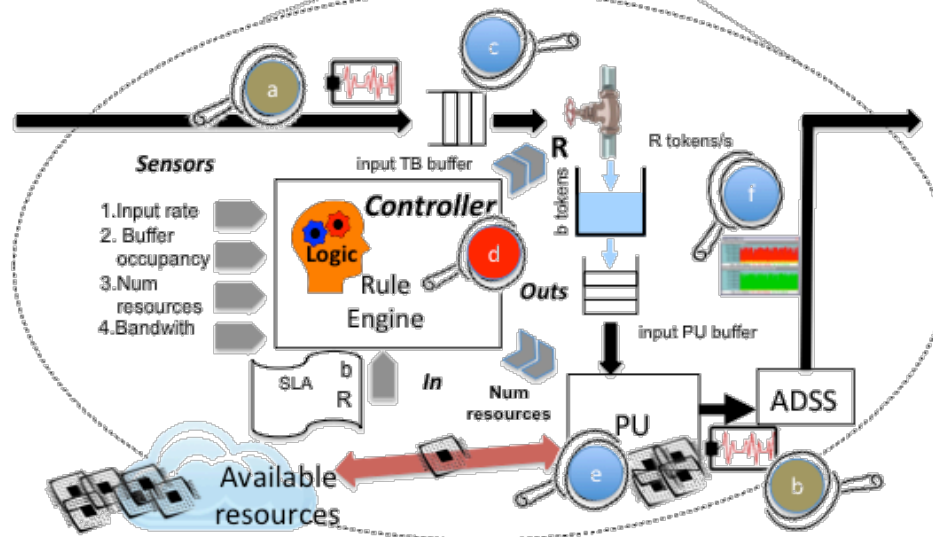 c
a
R tokens/s
input TB buffer
R
Sensors
b tokens
f
Controller
1.Input rate
2. Buffer
occupancy
3.Num
resources
4.Bandwith
Logic
d
Rule
Engine
Outs
input PU buffer
SLA
b
R
In
Num
resources
PU
ADSS
Available
resources
e
b